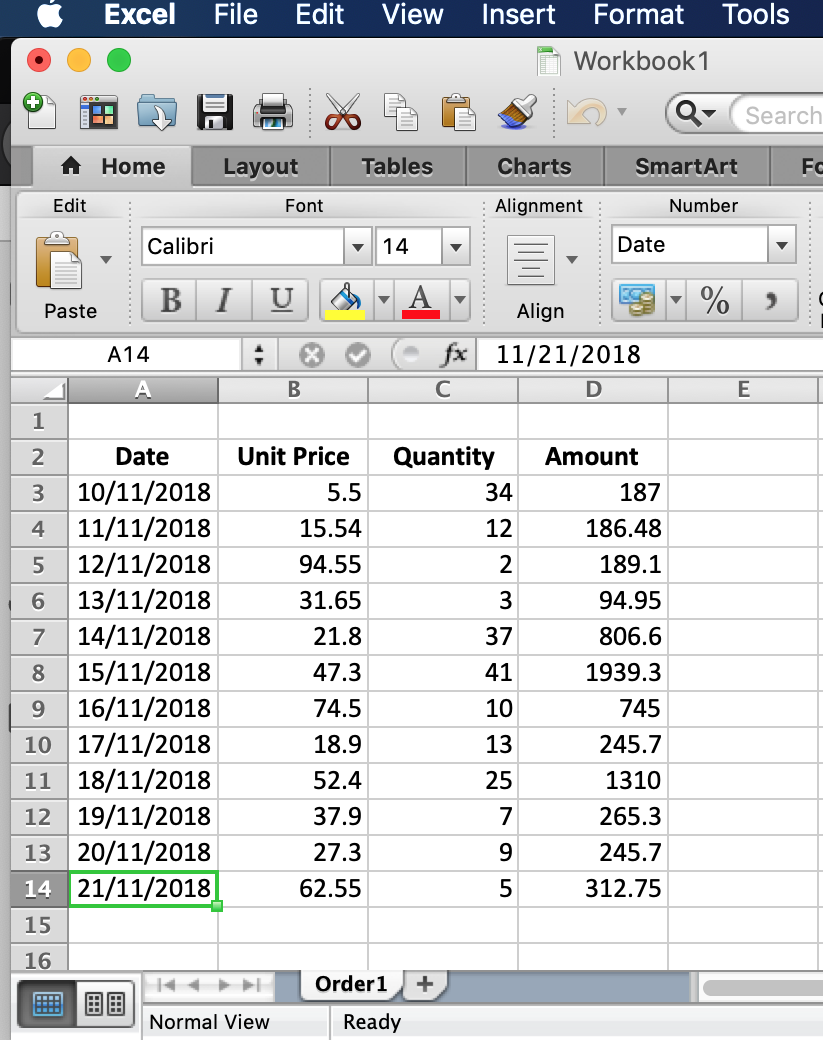 Excel File Edit View Insert Format Tools
Workbook1
Search
Home Layout Tables Charts SmartArt
Edit Font Alignment Number
Calibri 14 Date
B I U A %
Paste Align
A14 fx 11/21/2018
A B C D E
1
2 Date Unit Price Quantity Amount
3 10/11/2018 5.5 34 187
4 11/11/2018 15.54 12 186.48
5 12/11/2018 94.55 2 189.1
6 13/11/2018 31.65 3 94.95
7 14/11/2018 21.8 37 806.6
8 15/11/2018 47.3 41 1939.3
9 16/11/2018 74.5 10 745
10 17/11/2018 18.9 13 245.7
11 18/11/2018 52.4 25 1310
12 19/11/2018 37.9 7 265.3
13 20/11/2018 27.3 9 245.7
14 21/11/2018 62.55 5 312.75
15
16
Order1 +
Normal View Ready